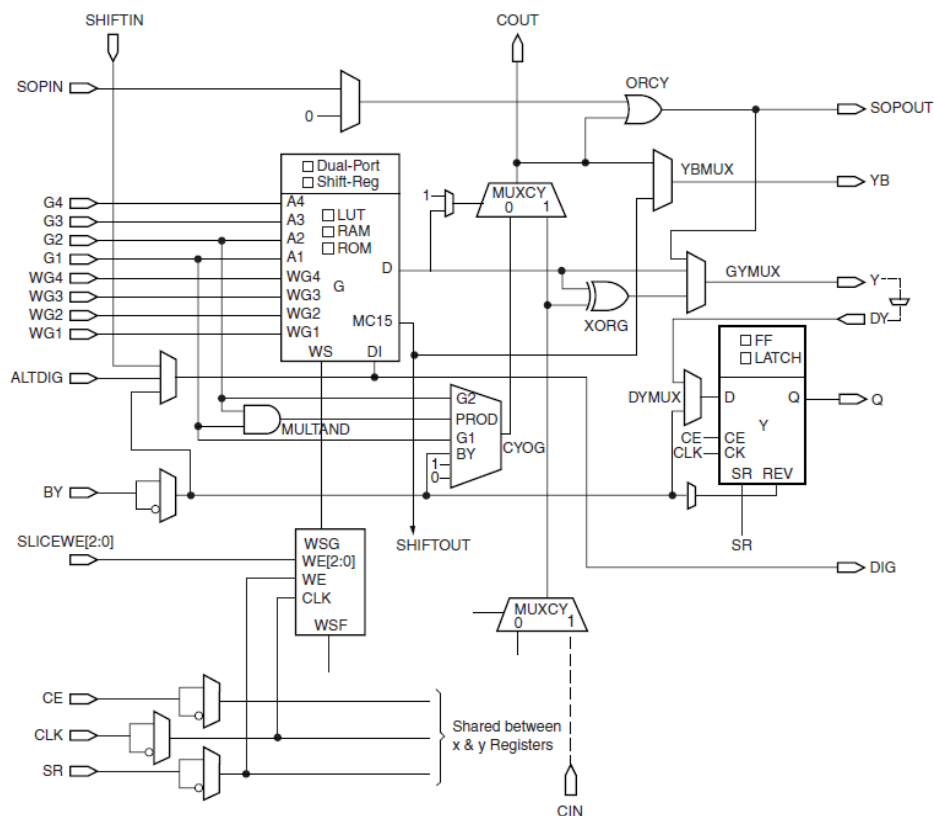 SHIFTIN
COUT
SOPIN
ORCY
SOPOUT
0
Dual-Port
Shift-Reg
YBMUX
YB
G4
G3
G2
G1
WG4
WG3
WG2
WG1
A4
A3
A2
A1
WG4
WG3
WG2
WG1
LUT
RAM
ROM
G
D
MC15
WS
DI
1
MUXCY
0 1
GYMUX
Y
XORG
DY
FF
LATCH
ALTDIG
G2
PROD
G1
BY
1
0
CYOG
MULTAND
DYMUX
D
Q
Y
CE
CLK
CE
CK
SR REV
Q
BY
SHIFTOUT
SR
SLICEWE[2:0]
WSG
WE[2:0]
WE
CLK
WSF
DIG
MUXCY
0 1
CE
CLK
SR
Shared between
x & y Registers
CIN